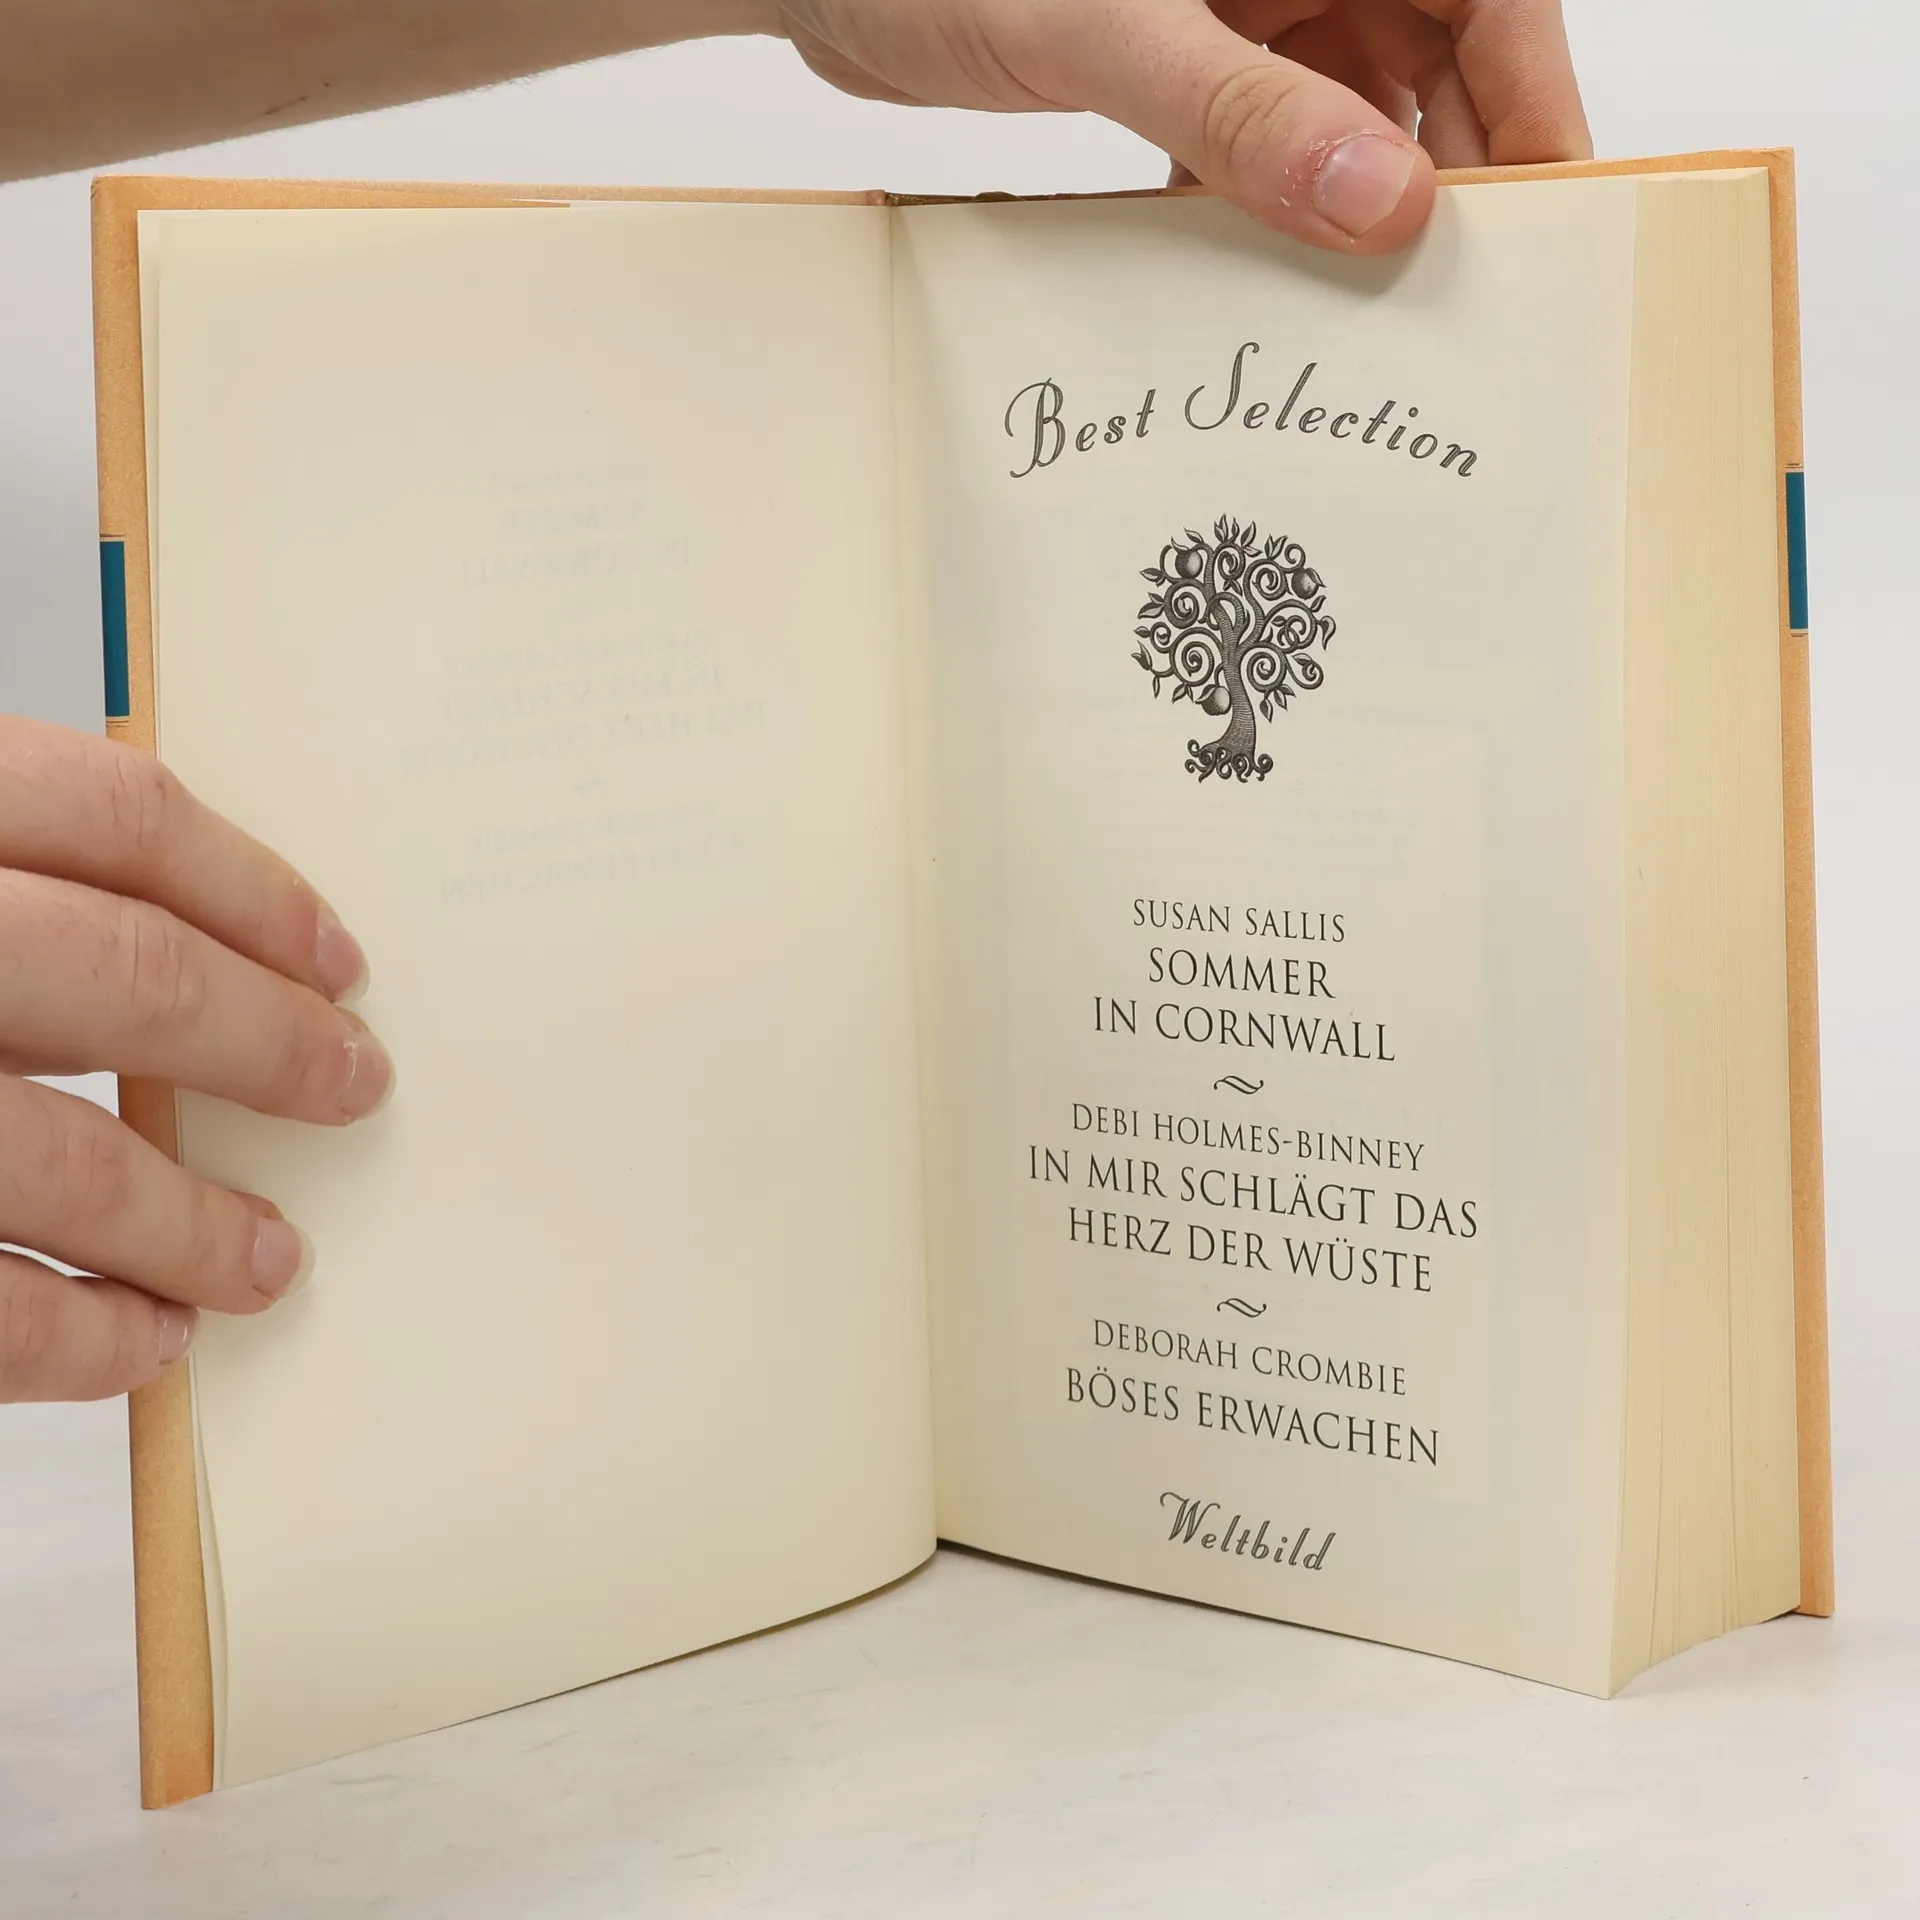 Best Selection
SUSAN SALLIS
SOMMER
IN CORNWALL
DEBI HOLMES-BINNEY
IN MIR SCHLÄGT DAS
HERZ DER WÜSTE
DEBORAH CROMBIE
BÖSES ERWACHEN
Weltbild